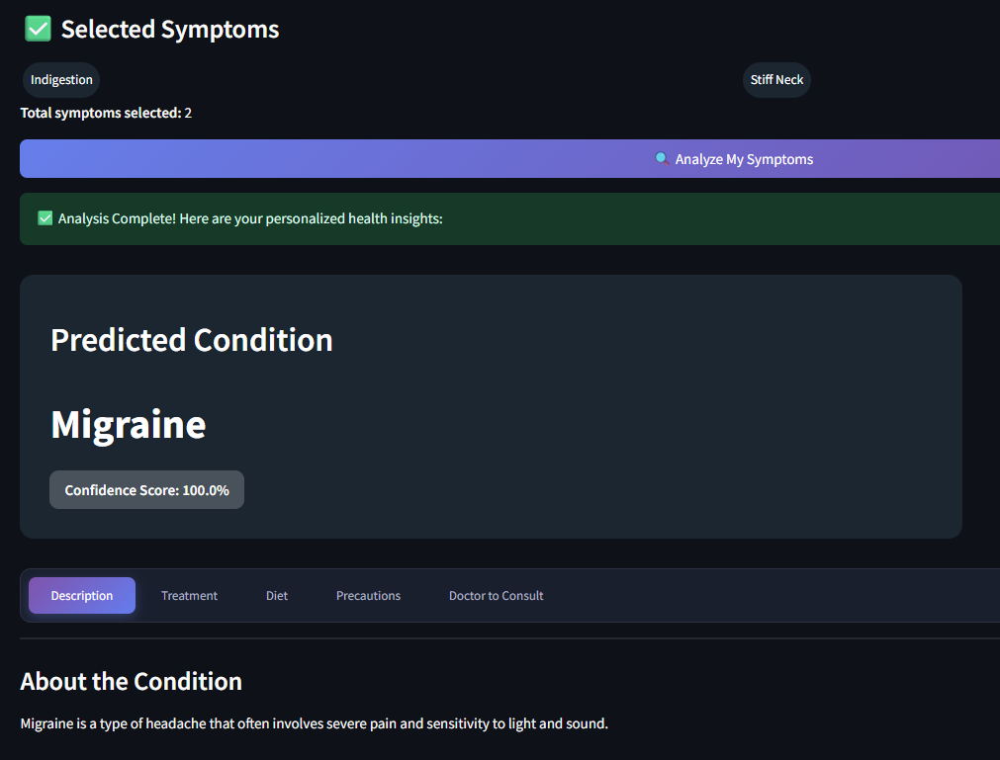 ✅ Selected Symptoms
Indigestion Stiff Neck
Total symptoms selected: 2
🔍 Analyze My Symptoms
✅ Analysis Complete! Here are your personalized health insights:
Predicted Condition
Migraine
Confidence Score: 100.0%
Description Treatment Diet Precautions Doctor to Consult
About the Condition
Migraine is a type of headache that often involves severe pain and sensitivity to light and sound.